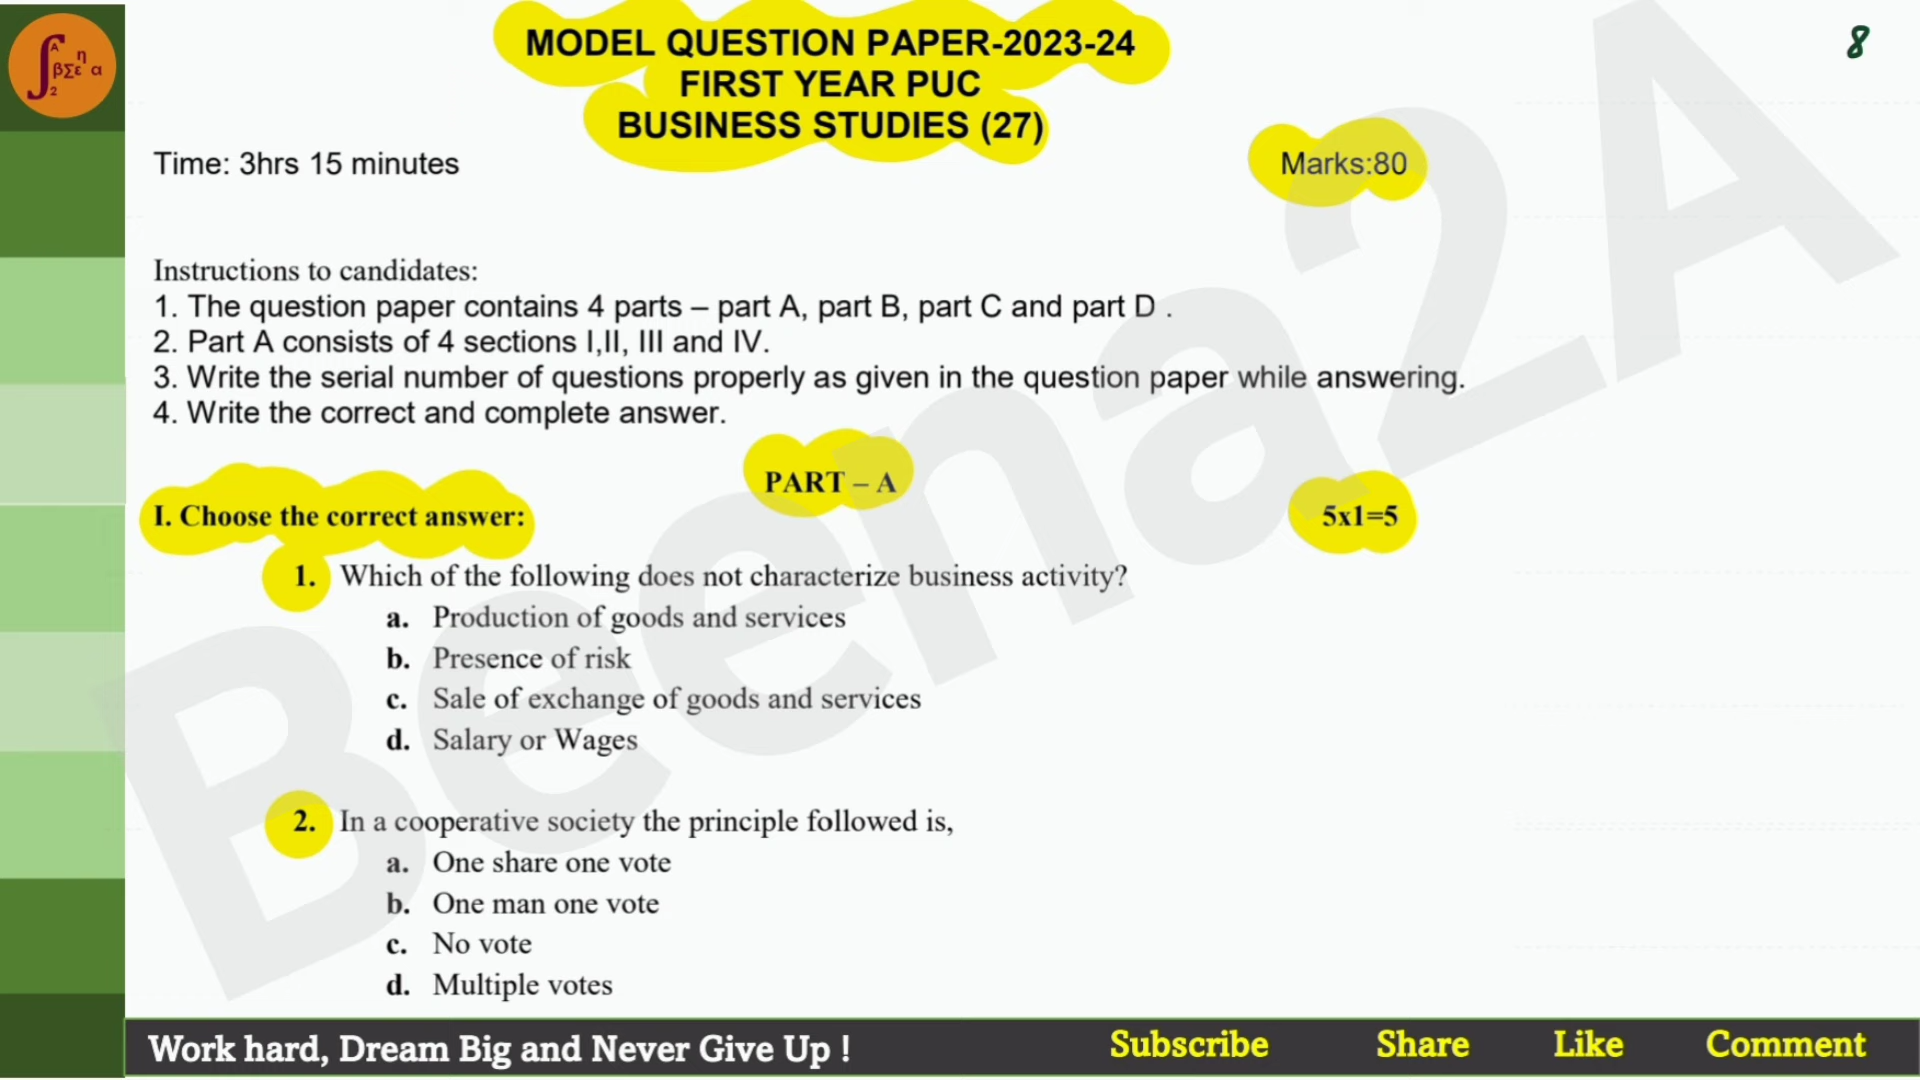 MODEL QUESTION PAPER-2023-24
8
FIRST YEAR PUC
BUSINESS STUDIES (27)
Time: 3hrs 15 minutes Marks:80
Instructions to candidates:
1. The question paper contains 4 parts – part A, part B, part C and part D .
2. Part A consists of 4 sections I,II, III and IV.
3. Write the serial number of questions properly as given in the question paper while answering.
4. Write the correct and complete answer.
PART – A
I. Choose the correct answer: 5x1=5
1. Which of the following does not characterize business activity?
a. Production of goods and services
b. Presence of risk
c. Sale of exchange of goods and services
d. Salary or Wages
2. In a cooperative society the principle followed is,
a. One share one vote
b. One man one vote
c. No vote
d. Multiple votes
Beena2A
Work hard, Dream Big and Never Give Up ! Subscribe Share Like Comment